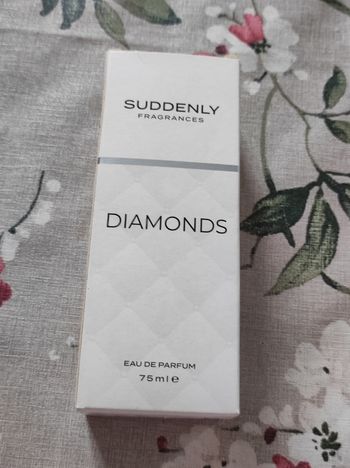 SUDDENLY
FRAGRANCES
DIAMONDS
EAU DE PARFUM
75ml e